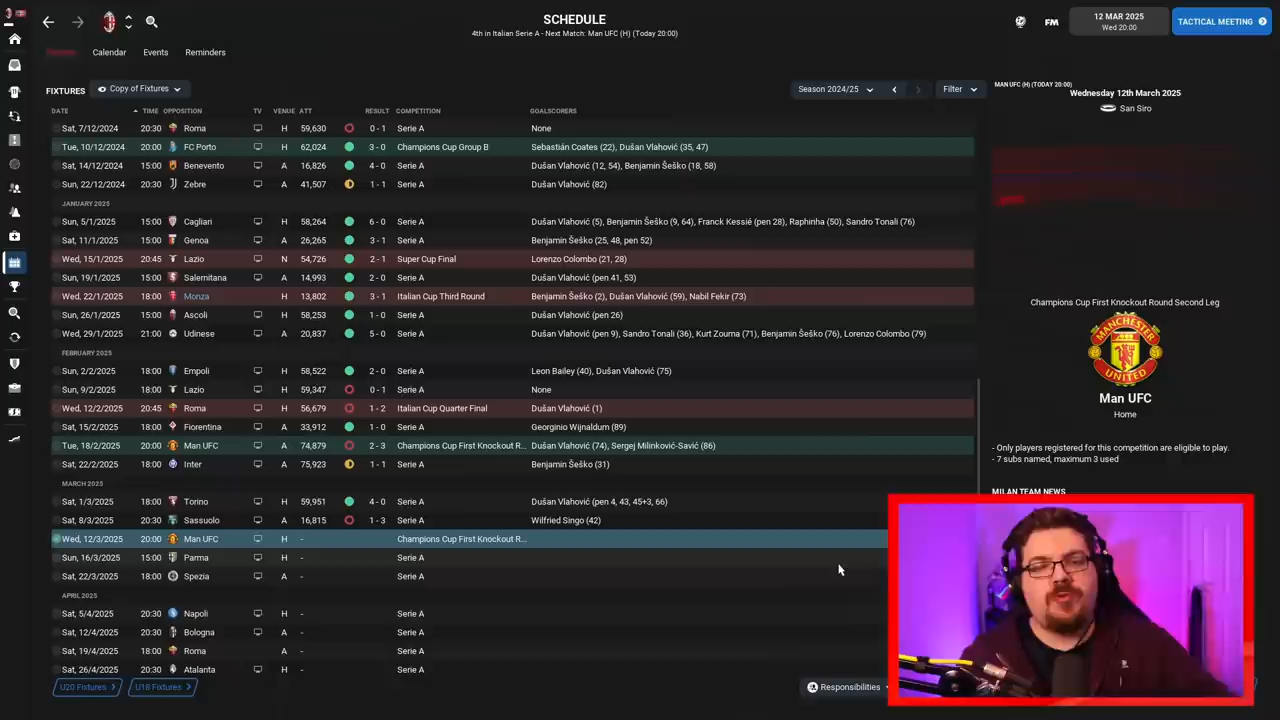 SCHEDULE
4th in Italian Serie A - Next Match: Man UFC (H) (Today 20:00)
FM
12 MAR 2025
Wed 20:00
TACTICAL MEETING
Calendar Events Reminders
FIXTURES Copy of Fixtures Season 2024/25 Filter
DATE TIME OPPOSITION TV VENUE ATT RESULT COMPETITION GOALSCORERS
Sat, 7/12/2024 20:30 Roma H 59,630 0 - 1 Serie A None
Tue, 10/12/2024 20:00 FC Porto H 62,024 3 - 0 Champions Cup Group B Sebastián Coates (22), Dušan Vlahović (35, 47)
Sat, 14/12/2024 15:00 Benevento A 16,826 4 - 0 Serie A Dušan Vlahović (12, 54), Benjamin Šeško (18, 58)
Sun, 22/12/2024 20:30 Zebre A 41,507 1 - 1 Serie A Dušan Vlahović (82)
JANUARY 2025
Sun, 5/1/2025 15:00 Cagliari H 58,264 6 - 0 Serie A Dušan Vlahović (5), Benjamin Šeško (9, 64), Franck Kessié (pen 28), Raphinha (50), Sandro Tonali (76)
Sat, 11/1/2025 15:00 Genoa A 26,265 3 - 1 Serie A Benjamin Šeško (25, 48, pen 52)
Wed, 15/1/2025 20:45 Lazio N 54,726 2 - 1 Super Cup Final Lorenzo Colombo (21, 28)
Sun, 19/1/2025 15:00 Salernitana A 14,993 2 - 0 Serie A Dušan Vlahović (pen 41, 53)
Wed, 22/1/2025 18:00 Monza H 13,802 3 - 1 Italian Cup Third Round Benjamin Šeško (2), Dušan Vlahović (59), Nabil Fekir (73)
Sun, 26/1/2025 15:00 Ascoli H 58,253 1 - 0 Serie A Dušan Vlahović (pen 26)
Wed, 29/1/2025 21:00 Udinese A 20,837 5 - 0 Serie A Dušan Vlahović (pen 9), Sandro Tonali (36), Kurt Zouma (71), Benjamin Šeško (76), Lorenzo Colombo (79)
FEBRUARY 2025
Sun, 2/2/2025 18:00 Empoli H 58,522 2 - 0 Serie A Leon Bailey (40), Dušan Vlahović (75)
Sun, 9/2/2025 18:00 Lazio H 59,347 0 - 1 Serie A None
Wed, 12/2/2025 20:45 Roma H 56,679 1 - 2 Italian Cup Quarter Final Dušan Vlahović (1)
Sat, 15/2/2025 18:00 Fiorentina A 33,912 1 - 0 Serie A Georginio Wijnaldum (89)
Tue, 18/2/2025 20:00 Man UFC A 74,879 2 - 3 Champions Cup First Knockout R... Dušan Vlahović (74), Sergej Milinković-Savić (86)
Sat, 22/2/2025 18:00 Inter A 75,923 1 - 1 Serie A Benjamin Šeško (31)
MARCH 2025
Sat, 1/3/2025 18:00 Torino H 59,951 4 - 0 Serie A Dušan Vlahović (pen 4, 43, 45+3, 66)
Sat, 8/3/2025 20:30 Sassuolo A 16,815 1 - 3 Serie A Wilfried Singo (42)
Wed, 12/3/2025 20:00 Man UFC H - Champions Cup First Knockout R...
Sun, 16/3/2025 15:00 Parma H - Serie A
Sat, 22/3/2025 18:00 Spezia A - Serie A
APRIL 2025
Sat, 5/4/2025 20:30 Napoli H - Serie A
Sat, 12/4/2025 20:30 Bologna A - Serie A
Sat, 19/4/2025 18:00 Roma A - Serie A
Sat, 26/4/2025 20:30 Atalanta H - Serie A
U20 Fixtures U18 Fixtures Responsibilities
MAN UFC (H) (TODAY 20:00)
Wednesday 12th March 2025
San Siro
Champions Cup First Knockout Round Second Leg
MANCHESTER
UNITED
Man UFC
Home
- Only players registered for this competition are eligible to play.
- 7 subs named, maximum 3 used
MILAN TEAM NEWS